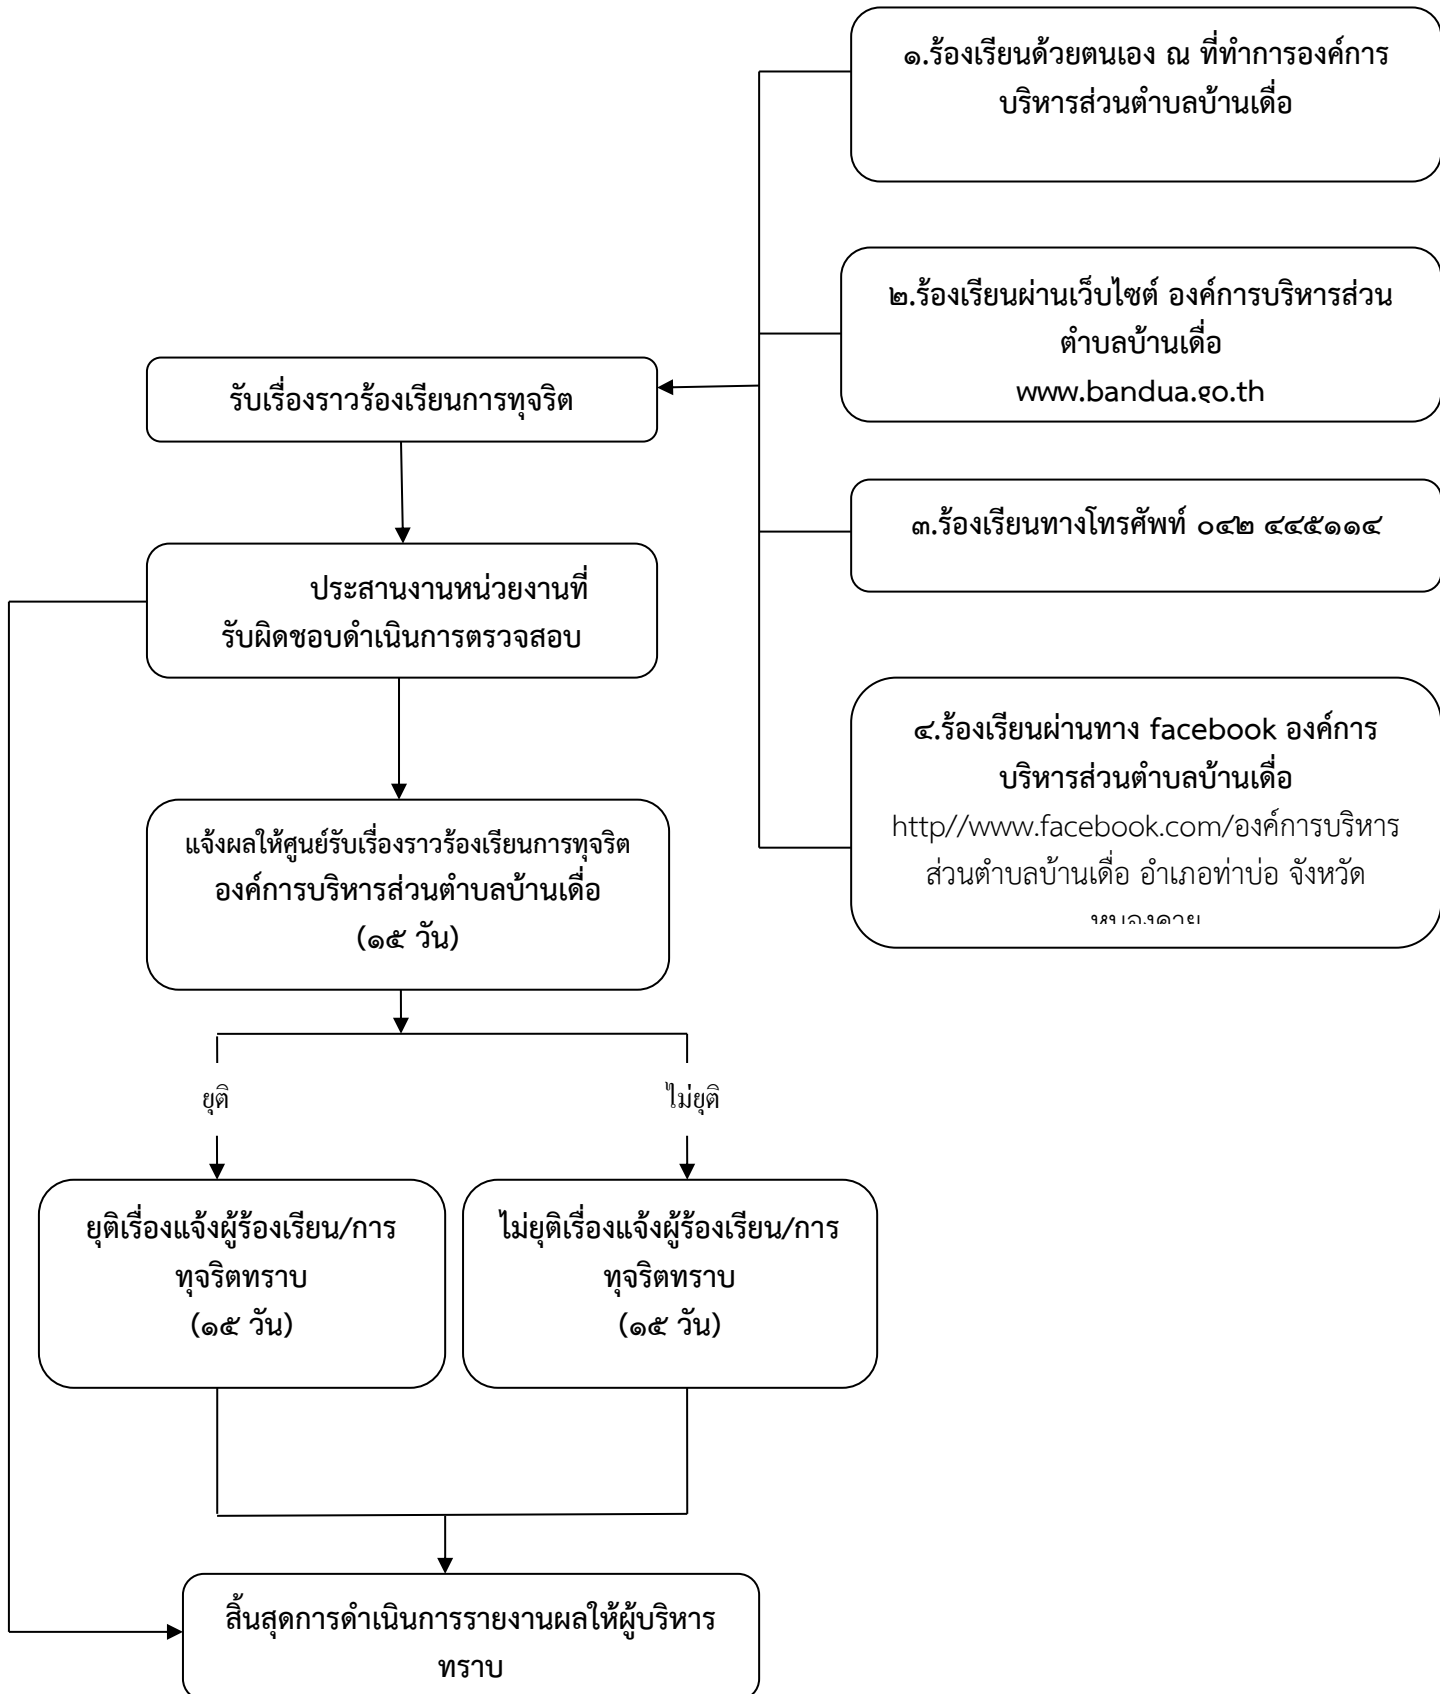 ๑.ร้องเรียนด้วยตนเอง ณ ที่ทำการองค์การ
บริหารส่วนตำบลบ้านเดื่อ
๒.ร้องเรียนผ่านเว็บไซต์ องค์การบริหารส่วน
ตำบลบ้านเดื่อ
www.bandua.go.th
๓.ร้องเรียนทางโทรศัพท์ ๐๔๒ ๔๔๕๑๑๔
๔.ร้องเรียนผ่านทาง facebook องค์การ
บริหารส่วนตำบลบ้านเดื่อ
http//www.facebook.com/องค์การบริหาร
ส่วนตำบลบ้านเดื่อ อำเภอท่าบ่อ จังหวัด
หนองคาย
รับเรื่องราวร้องเรียนการทุจริต
ประสานงานหน่วยงานที่
รับผิดชอบดำเนินการตรวจสอบ
แจ้งผลให้ศูนย์รับเรื่องราวร้องเรียนการทุจริต
องค์การบริหารส่วนตำบลบ้านเดื่อ
(๑๕ วัน)
ยุติ
ไม่ยุติ
ยุติเรื่องแจ้งผู้ร้องเรียน/การ
ทุจริตทราบ
(๑๕ วัน)
ไม่ยุติเรื่องแจ้งผู้ร้องเรียน/การ
ทุจริตทราบ
(๑๕ วัน)
สิ้นสุดการดำเนินการรายงานผลให้ผู้บริหาร
ทราบ